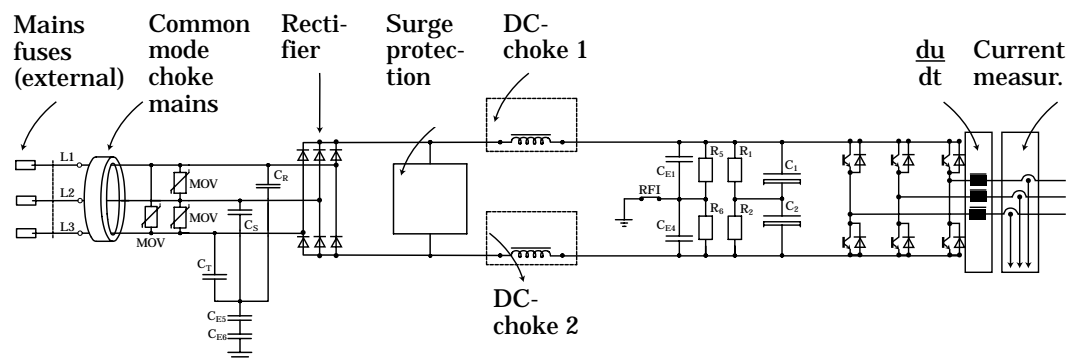 Mains
fuses
(external)
Common
mode
choke
mains
Recti-
fier
Surge
protec-
tion
DC-
choke 1
du
dt
Current
measur.
L1
L2
L3
MOV
MOV
MOV
CR
CS
CT
CE5
CE6
RFI
CE1
CE4
R5
R6
R1
R2
C1
C2
DC-
choke 2